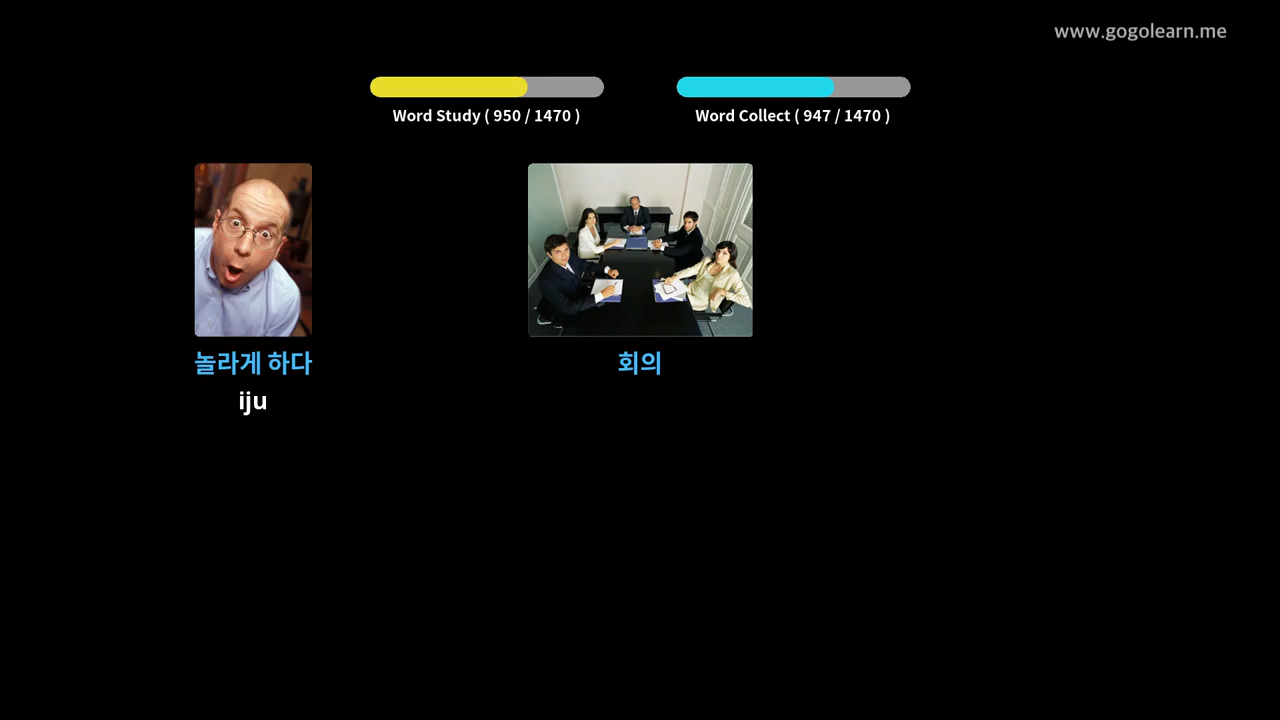 www.gogolearn.me
Word Study ( 950 / 1470 )
Word Collect ( 947 / 1470 )
놀라게 하다
회의
iju